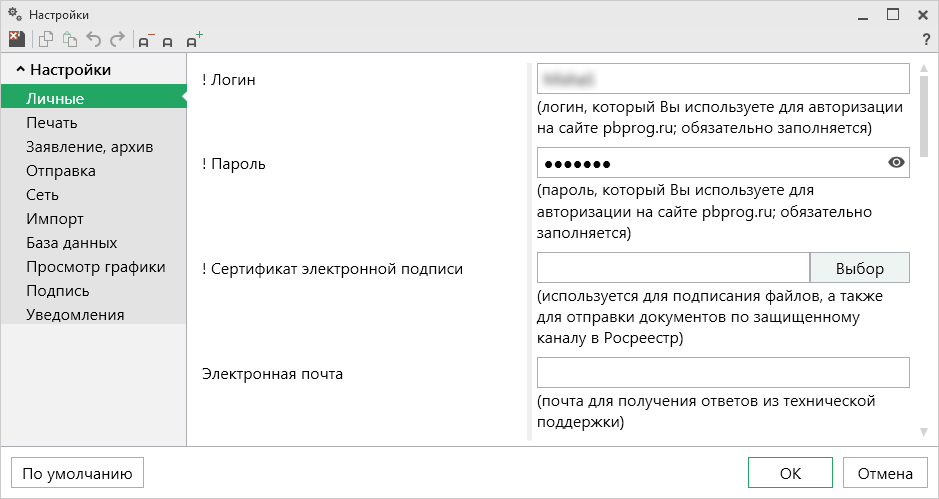 Настройки
?
Настройки
Личные
Печать
Заявление, архив
Отправка
Сеть
Импорт
База данных
Просмотр графики
Подпись
Уведомления
! Логин
(логин, который Вы используете для авторизации
на сайте pbprog.ru; обязательно заполняется)
! Пароль
(пароль, который Вы используете для
авторизации на сайте pbprog.ru; обязательно
заполняется)
! Сертификат электронной подписи
Выбор
(используется для подписания файлов, а также
для отправки документов по защищенному
каналу в Росреестр)
Электронная почта
(почта для получения ответов из технической
поддержки)
По умолчанию
ОК
Отмена